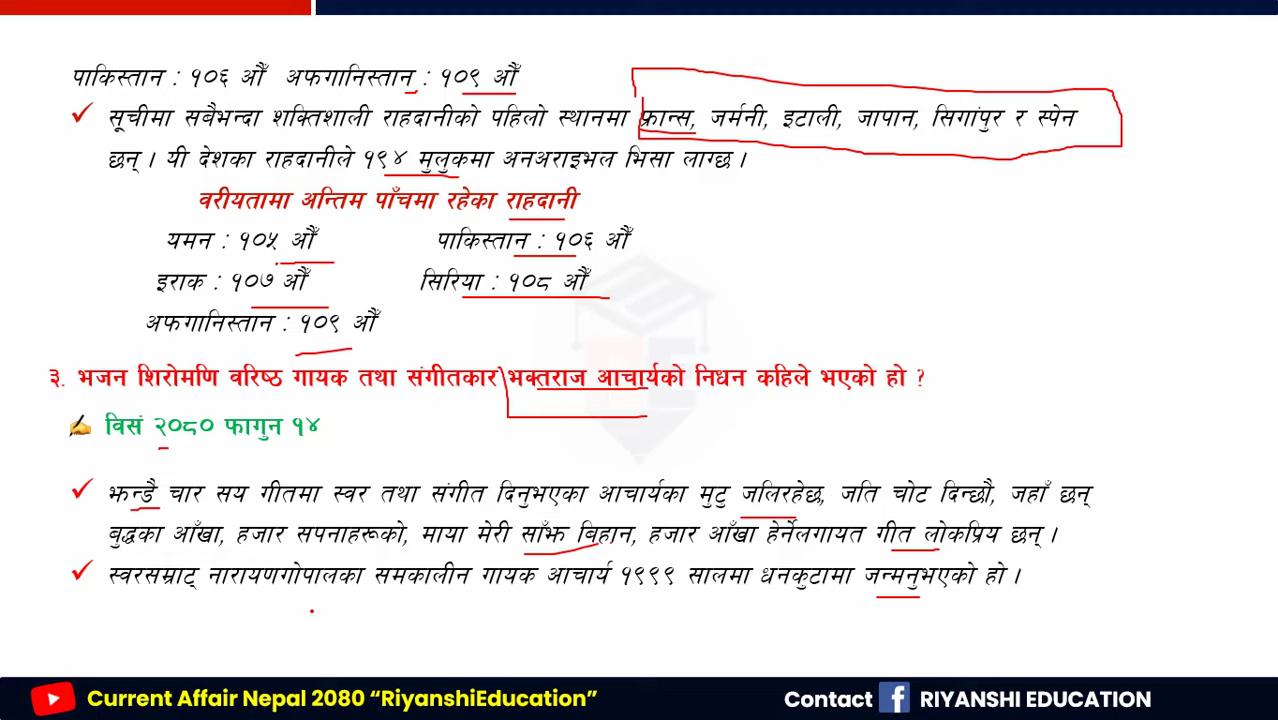 पाकिस्तान : १०६ औँ अफगानिस्तान : १०९ औँ
सूचीमा सबैभन्दा शक्तिशाली राहदानीको पहिलो स्थानमा फ्रान्स, जर्मनी, इटाली, जापान, सिगांपुर र स्पेन
छन् । यी देशका राहदानीले १९४ मुलुकमा अनअराइभल भिसा लाग्छ ।
वरीयतामा अन्तिम पाँचमा रहेका राहदानी
यमन : १०५ औँ पाकिस्तान : १०६ औँ
इराक : १०७ औँ सिरिया : १०८ औँ
अफगानिस्तान : १०९ औँ
३. भजन शिरोमणि वरिष्ठ गायक तथा संगीतकार भक्तराज आचार्यको निधन कहिले भएको हो ?
विसं २०८० फागुन १४
झन्डै चार सय गीतमा स्वर तथा संगीत दिनुभएका आचार्यका मुटु जलिरहेछ, जति चोट दिन्छौ, जहाँ छन्
बुद्धका आँखा, हजार सपनाहरूको, माया मेरी साँझ बिहान, हजार आँखा हेर्नेलगायत गीत लोकप्रिय छन् ।
स्वरसम्राट् नारायणगोपालका समकालीन गायक आचार्य १९९९ सालमा धनकुटामा जन्मनुभएको हो ।
Current Affair Nepal 2080 “RiyanshiEducation” Contact f RIYANSHI EDUCATION